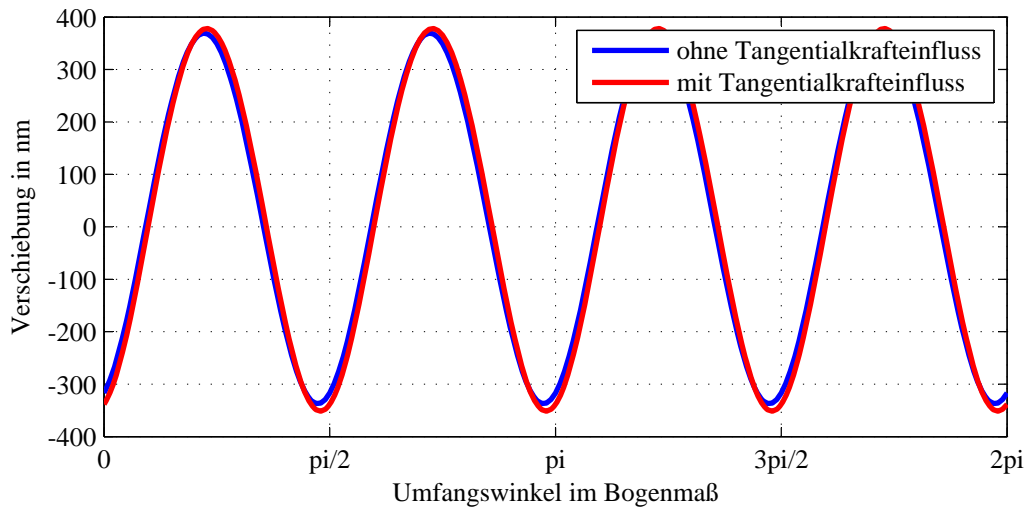 400
300
200
100
0
-100
-200
-300
-400
Verschiebung in nm
ohne Tangentialkrafteinfluss
mit Tangentialkrafteinfluss
0 pi/2 pi 3pi/2 2pi
Umfangswinkel im Bogenmaß